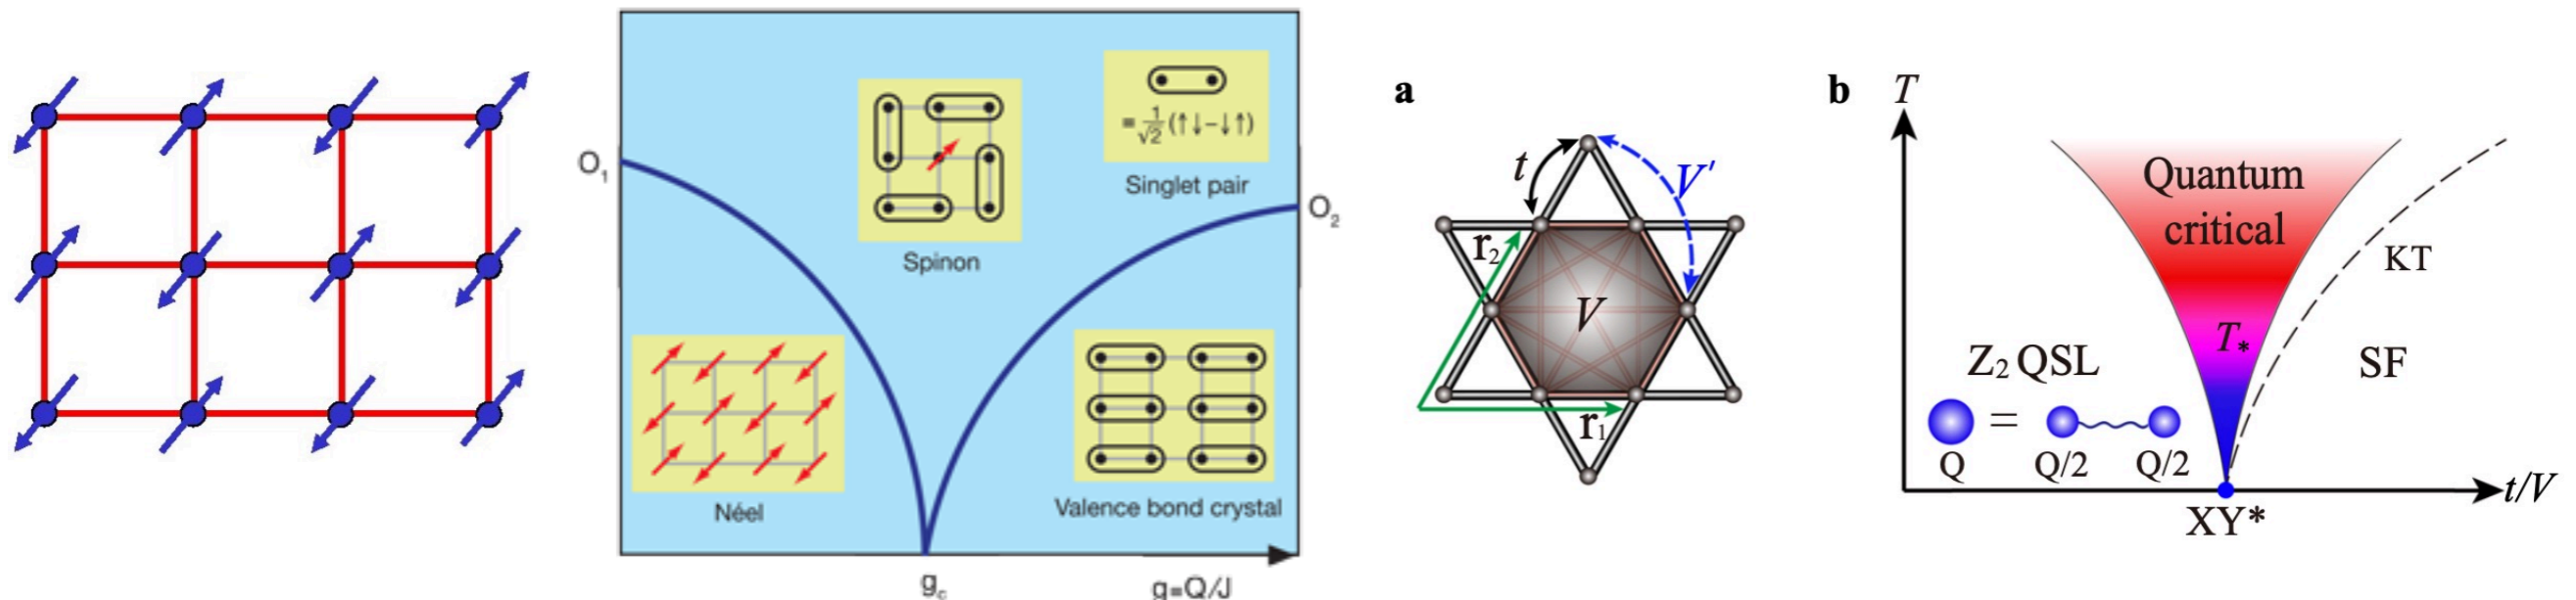 O₁
= 1/√2 (↑↓−↓↑)
Singlet pair
Spinon
O₂
Néel
Valence bond crystal
g_c
g=Q/J
a
t
V′
r₂
V
r₁
b
T
Quantum
critical
KT
T*
Z₂ QSL
SF
Q = Q/2 Q/2
t/V
XY*